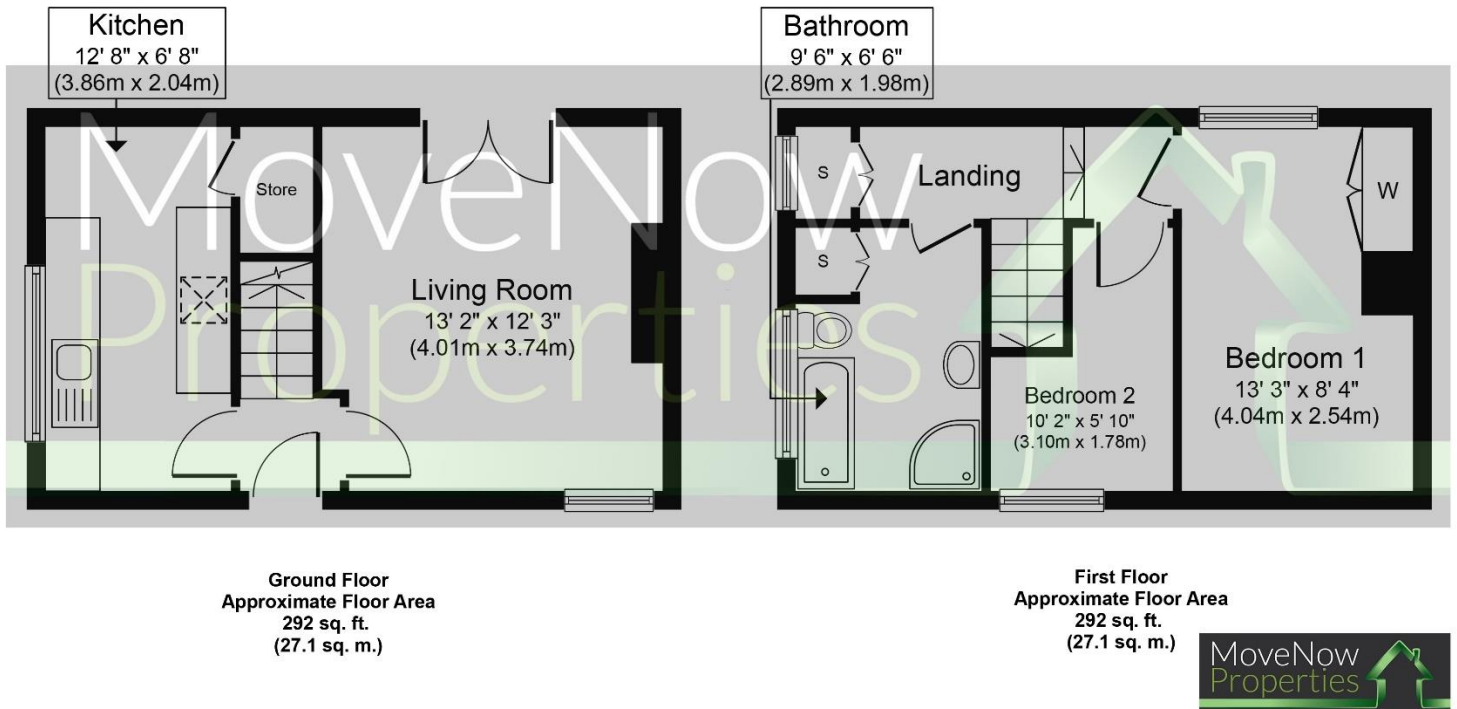 Kitchen
12' 8" x 6' 8"
(3.86m x 2.04m)
Bathroom
9' 6" x 6' 6"
(2.89m x 1.98m)
MoveNow
Properties
Store
Living Room
13' 2" x 12' 3"
(4.01m x 3.74m)
S
Landing
W
S
Bedroom 2
10' 2" x 5' 10"
(3.10m x 1.78m)
Bedroom 1
13' 3" x 8' 4"
(4.04m x 2.54m)
Ground Floor
Approximate Floor Area
292 sq. ft.
(27.1 sq. m.)
First Floor
Approximate Floor Area
292 sq. ft.
(27.1 sq. m.)
MoveNow
Properties